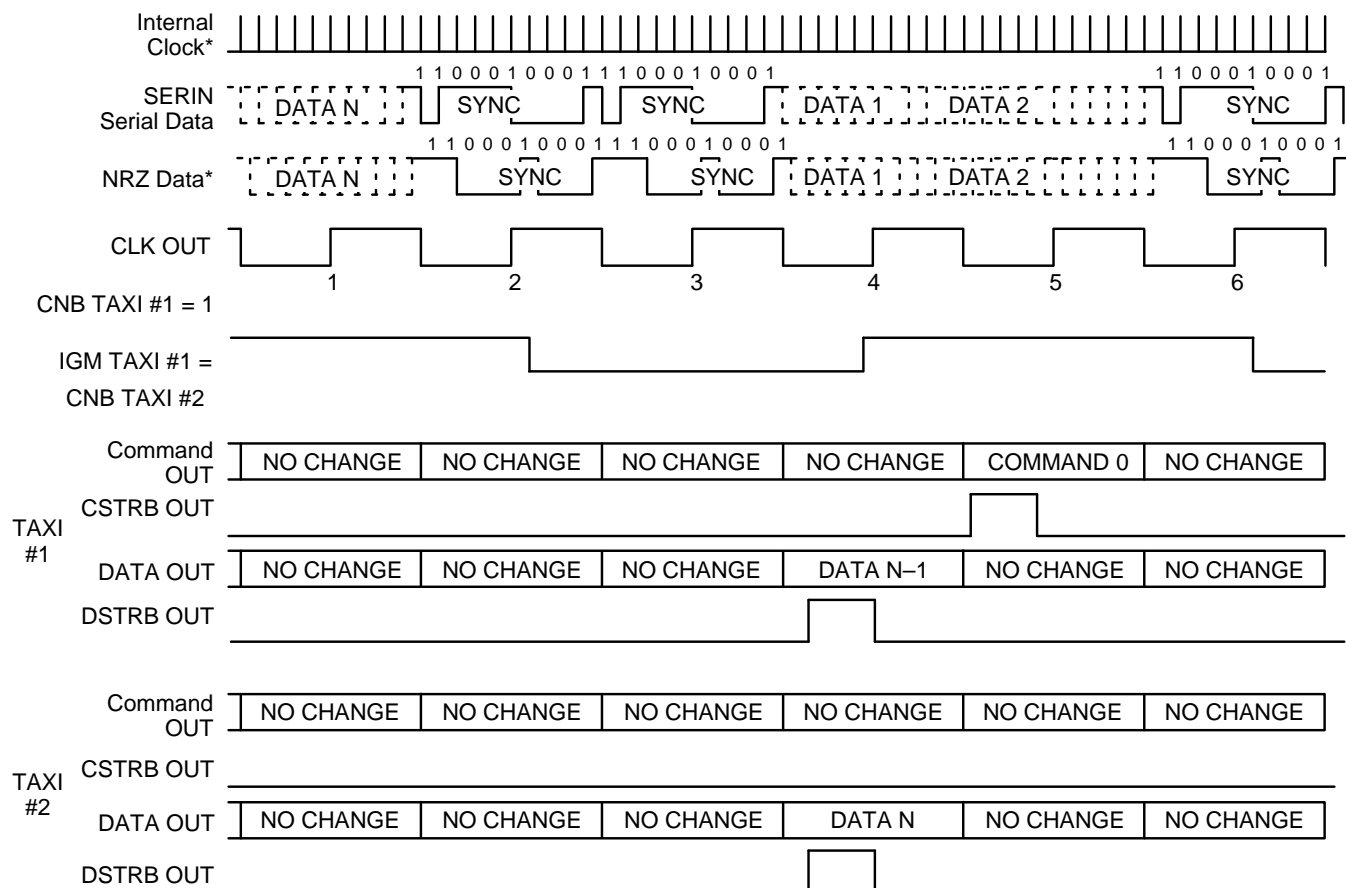 Internal
Clock*
1 1 0 0 0 1 0 0 0 1 1 1 0 0 0 1 0 0 0 1 1 1 0 0 0 1 0 0 0 1
SERIN
Serial Data
DATA N SYNC SYNC DATA 1 DATA 2 SYNC
1 1 0 0 0 1 0 0 0 1 1 1 0 0 0 1 0 0 0 1 1 1 0 0 0 1 0 0 0 1
NRZ Data* DATA N SYNC SYNC DATA 1 DATA 2 SYNC
CLK OUT
1 2 3 4 5 6
CNB TAXI #1 = 1
IGM TAXI #1 =
CNB TAXI #2
Command
OUT
NO CHANGE NO CHANGE NO CHANGE NO CHANGE COMMAND 0 NO CHANGE
CSTRB OUT
TAXI
#1
DATA OUT NO CHANGE NO CHANGE NO CHANGE DATA N–1 NO CHANGE NO CHANGE
DSTRB OUT
Command
OUT
NO CHANGE NO CHANGE NO CHANGE NO CHANGE NO CHANGE NO CHANGE
CSTRB OUT
TAXI
#2
DATA OUT NO CHANGE NO CHANGE NO CHANGE DATA N NO CHANGE NO CHANGE
DSTRB OUT